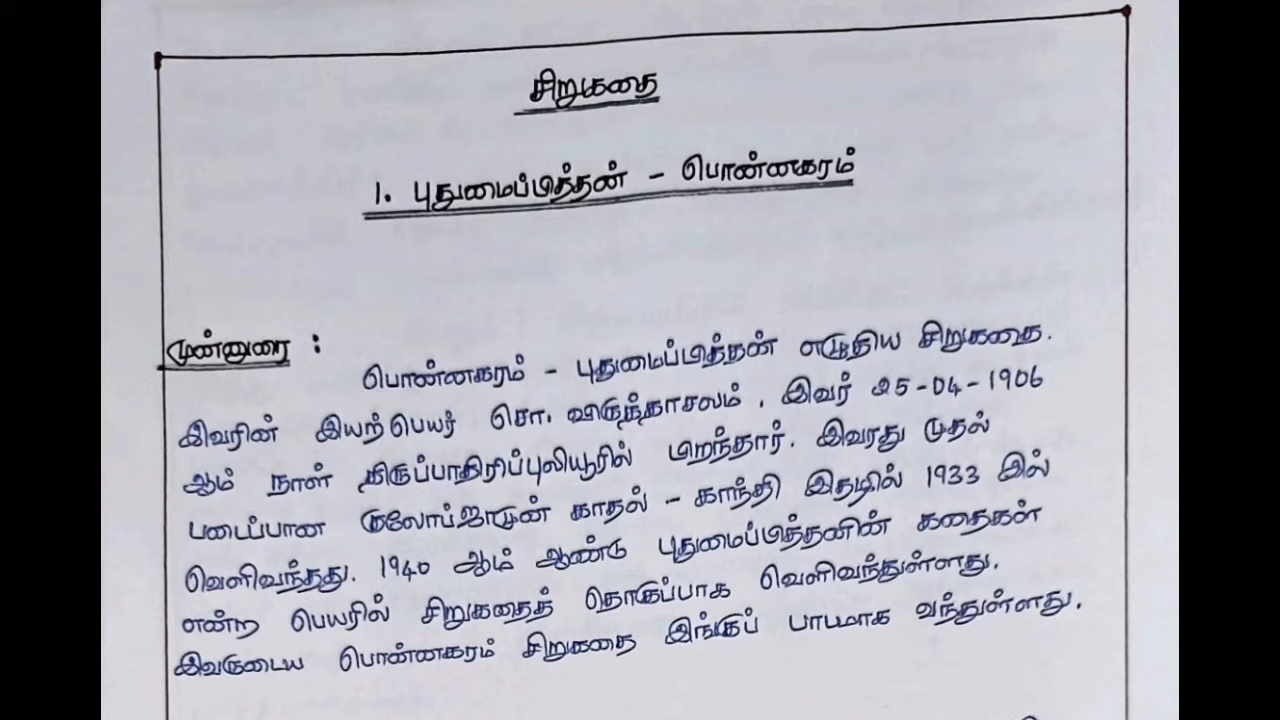 சிறுகதை
1. புதுமைப்பித்தன் - பொன்னகரம்
முன்னுரை :
பொன்னகரம் - புதுமைப்பித்தன் எழுதிய சிறுகதை.
இவரின் இயற்பெயர் சொ. விருத்தாசலம். இவர் 25-04-1906
ஆம் நாள் திருப்பாதிரிப்புலியூரில் பிறந்தார். இவரது முதல்
படைப்பான குலோப்ஜாமுன் காதல் - காந்தி இதழில் 1933 இல்
வெளிவந்தது. 1940 ஆம் ஆண்டு புதுமைப்பித்தனின் கதைகள்
என்ற பெயரில் சிறுகதைத் தொகுப்பாக வெளிவந்துள்ளது.
இவருடைய பொன்னகரம் சிறுகதை இங்குப் பாடமாக வந்துள்ளது.